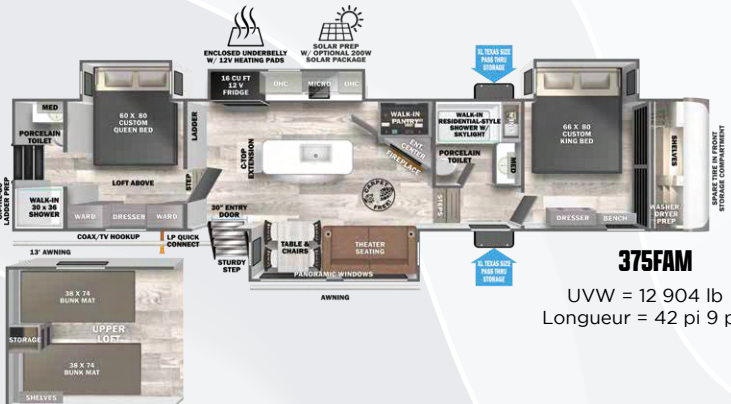 ENCLOSED UNDERBELLY
W/ 12V HEATING PADS
SOLAR PREP
W/ OPTIONAL 200W
SOLAR PACKAGE
XL TEXAS SIZE
PASS THRU
STORAGE
MED
PORCELAIN
TOILET
60 X 80
CUSTOM
QUEEN BED
LADDER
16 CU FT
12 V
FRIDGE
OHC
MICRO
OHC
WALK-IN
PANTRY
WALK-IN
RESIDENTIAL-STYLE
SHOWER W/
SKYLIGHT
66 X 80
CUSTOM
KING BED
SHELVES
SPARE TIRE IN FRONT
STORAGE COMPARTMENT
C-TOP
EXTENSION
ENT.
CENTER
FIREPLACE
PORCELAIN
TOILET
MED
LADDER PREP
LOFT ABOVE
STEP
WALK-IN
30 x 36
SHOWER
WARD
DRESSER
WARD
30" ENTRY
DOOR
CARPET
FREE!
STEPS
DRESSER
BENCH
WASHER
DRYER
PREP
COAX/TV HOOKUP
LP QUICK
CONNECT
13' AWNING
STURDY
STEP
TABLE &
CHAIRS
THEATER
SEATING
PANORAMIC WINDOWS
AWNING
XL TEXAS SIZE
PASS THRU
STORAGE
38 X 74
BUNK MAT
STORAGE
UPPER
LOFT
38 X 74
BUNK MAT
SHELVES
375FAM
UVW = 12 904 lb
Longueur = 42 pi 9 p